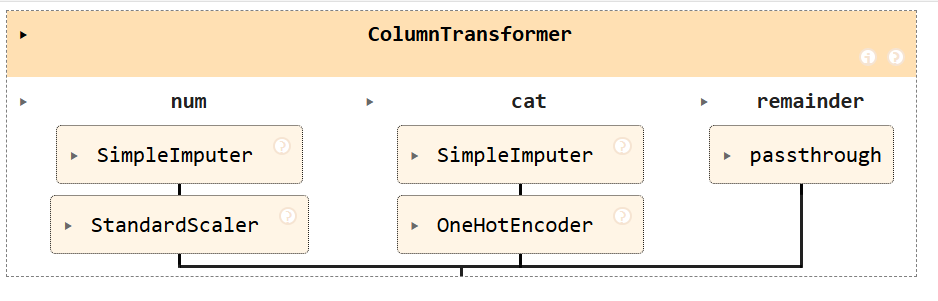 ColumnTransformer
i ?
num cat remainder
SimpleImputer ? SimpleImputer ? passthrough
StandardScaler ? OneHotEncoder ?